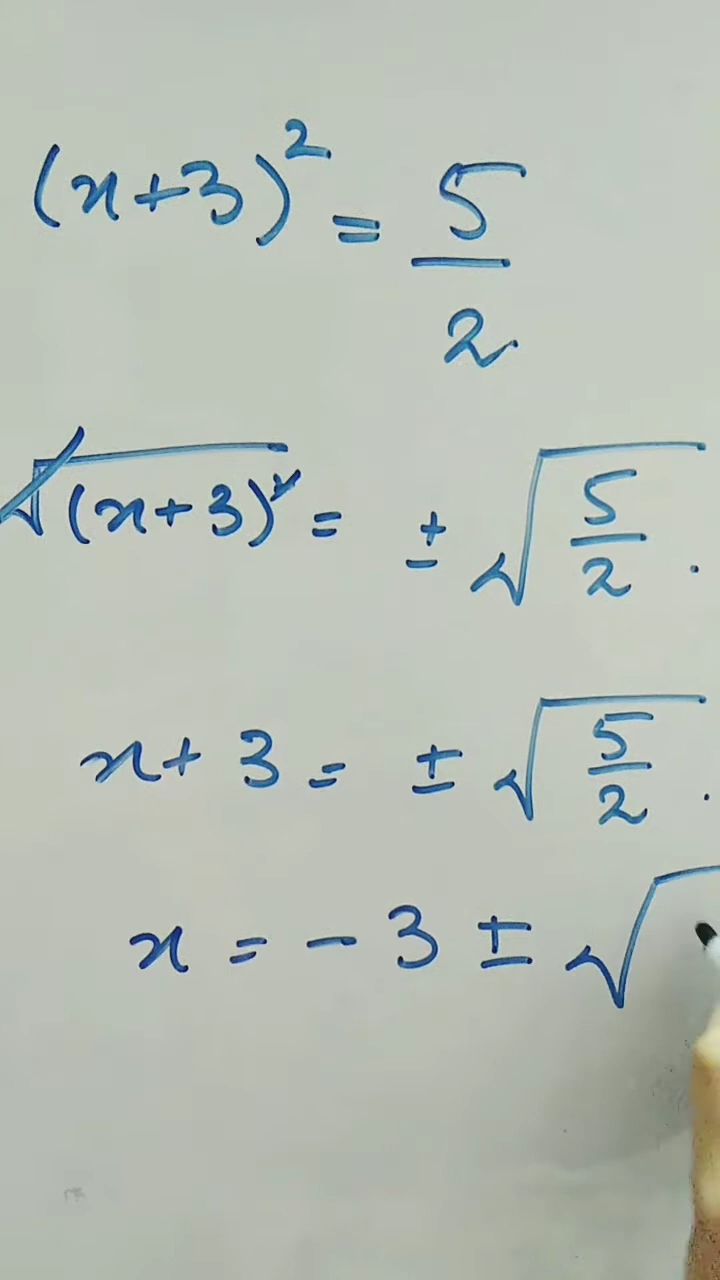 (x+3)² = 5/2.
√(x+3)² = ± √5/2.
x+3 = ± √5/2.
x = -3 ± √